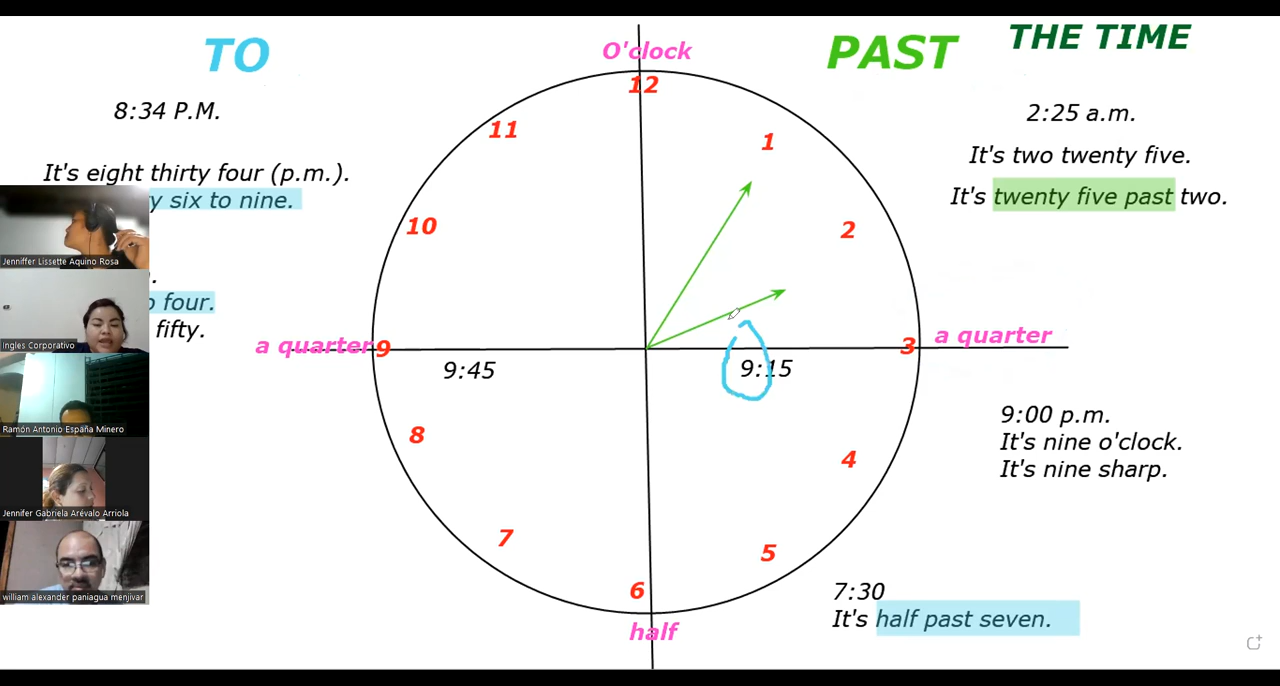 TO
O'clock
PAST
THE TIME
8:34 P.M.
It's eight thirty four (p.m.).
y six to nine.
o four.
fifty.
12
11
1
10
2
a quarter
9
3
a quarter
9:45
9:15
8
4
7
5
6
half
2:25 a.m.
It's two twenty five.
It's twenty five past two.
9:00 p.m.
It's nine o'clock.
It's nine sharp.
7:30
It's half past seven.
Jenniffer Lissette Aquino Rosa
Ingles Corporativo
Ramón Antonio España Minero
Jennifer Gabriela Arévalo Arriola
william alexander paniagua menjivar